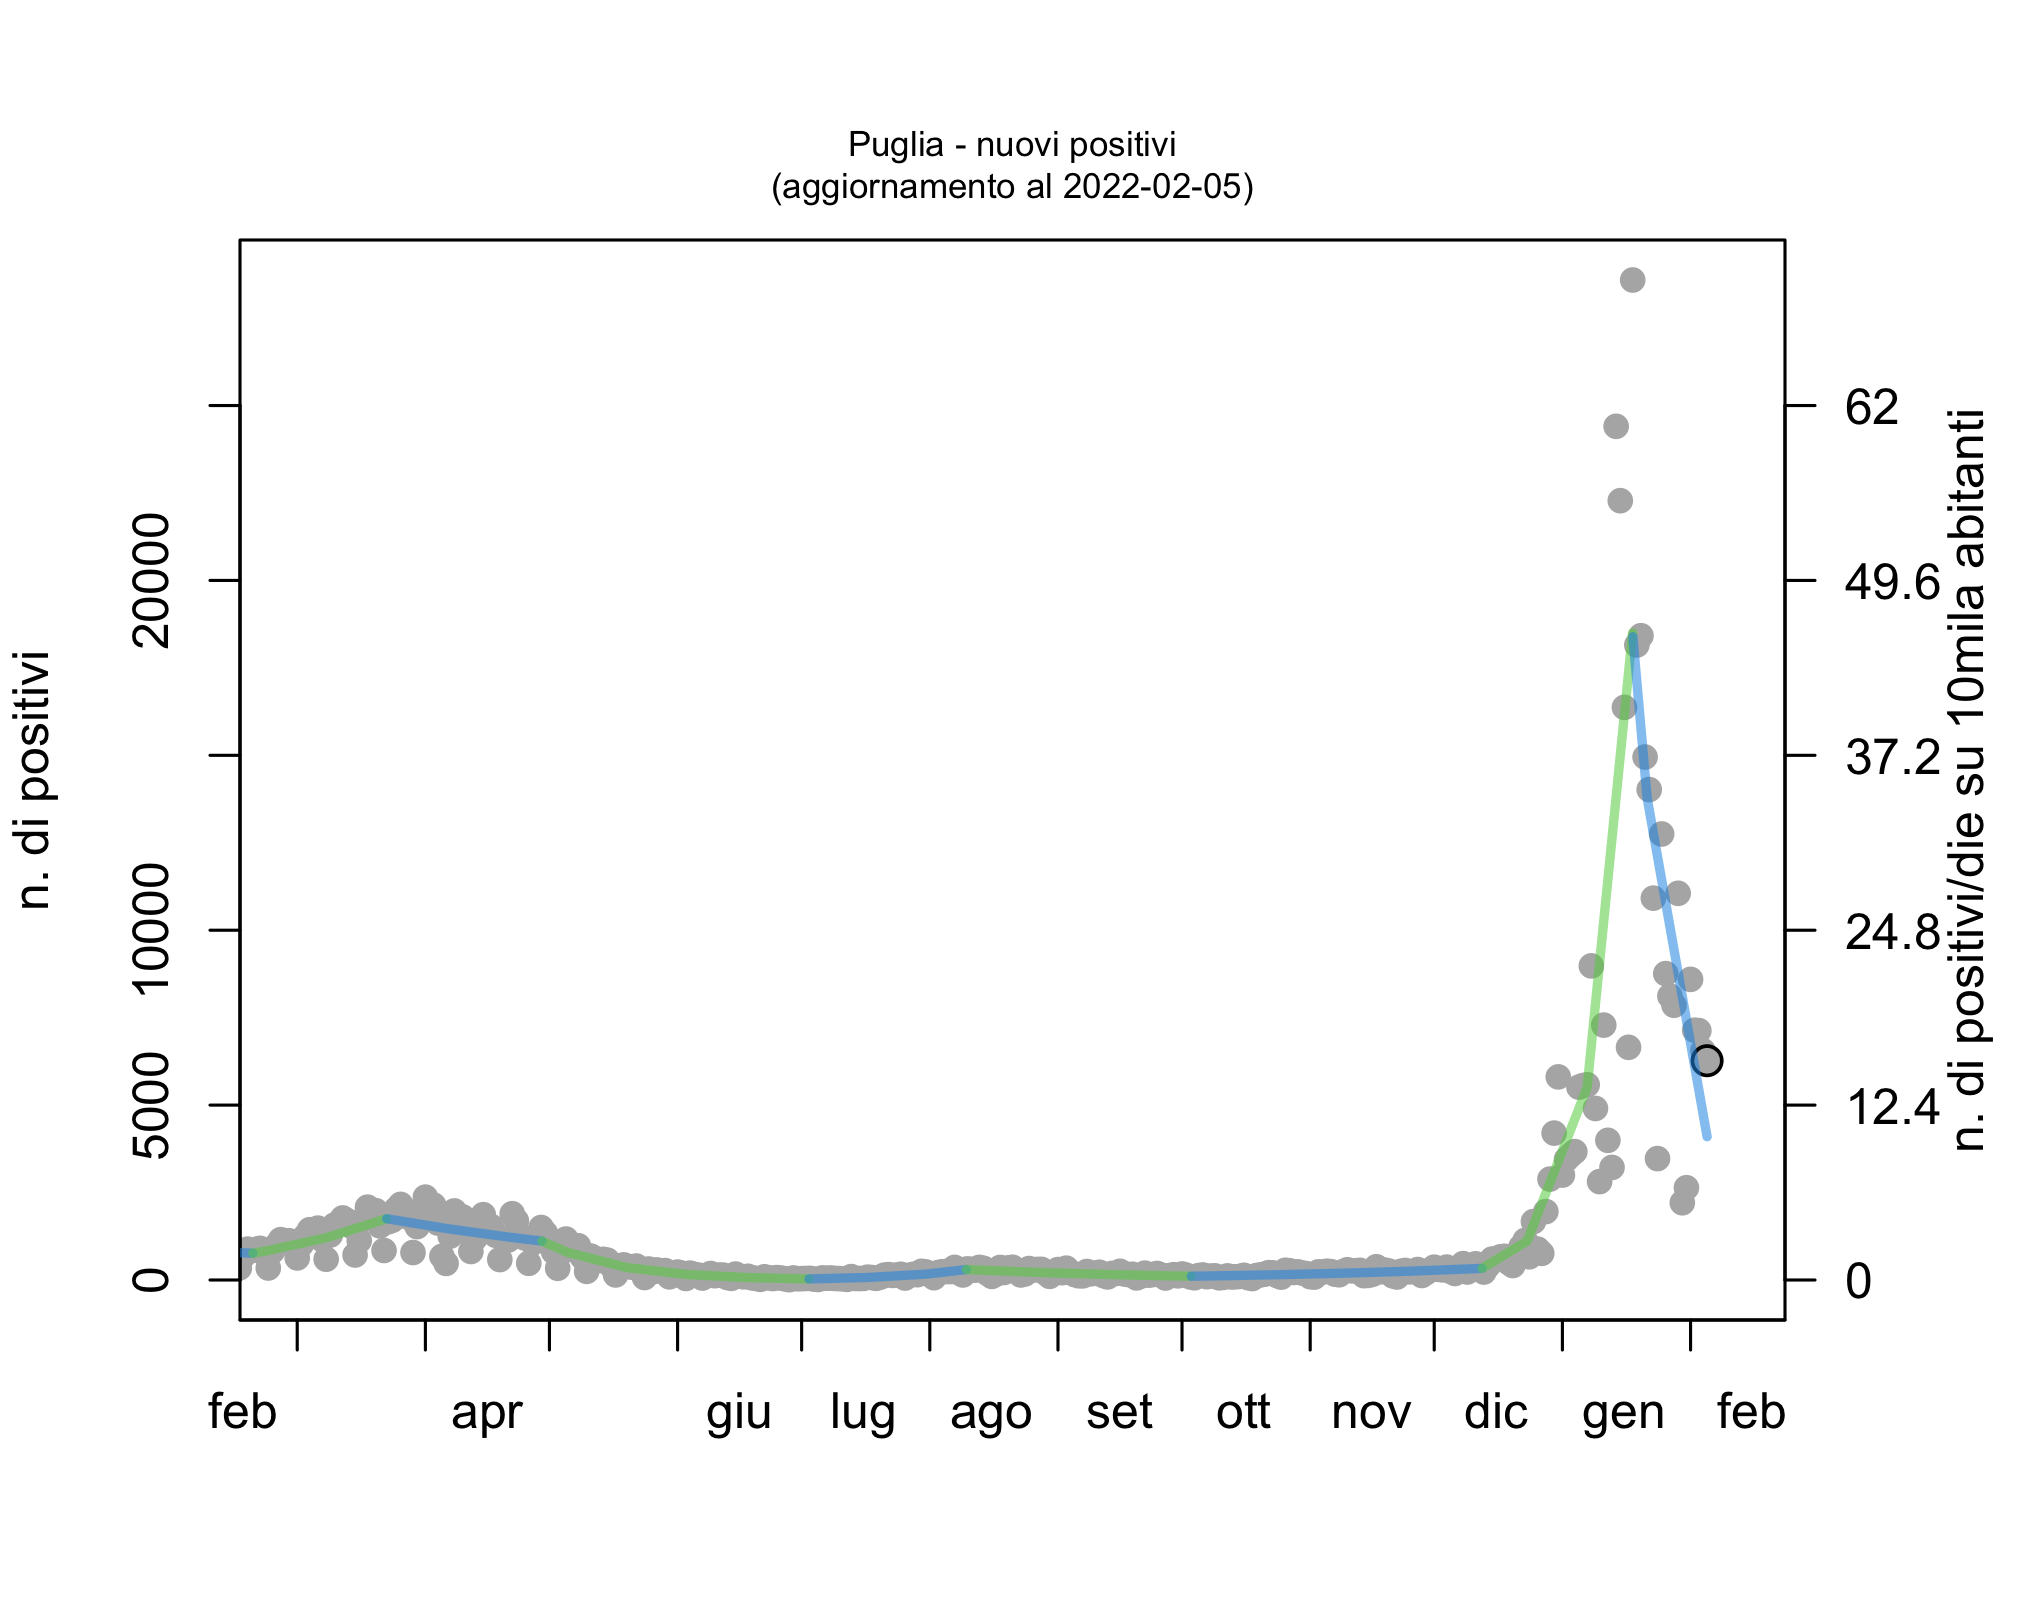 Puglia - nuovi positivi
(aggiornamento al 2022-02-05)
n. di positivi
20000
10000
5000
0
62
49.6
37.2
24.8
12.4
0
n. di positivi/die su 10mila abitanti
feb apr giu lug ago set ott nov dic gen feb